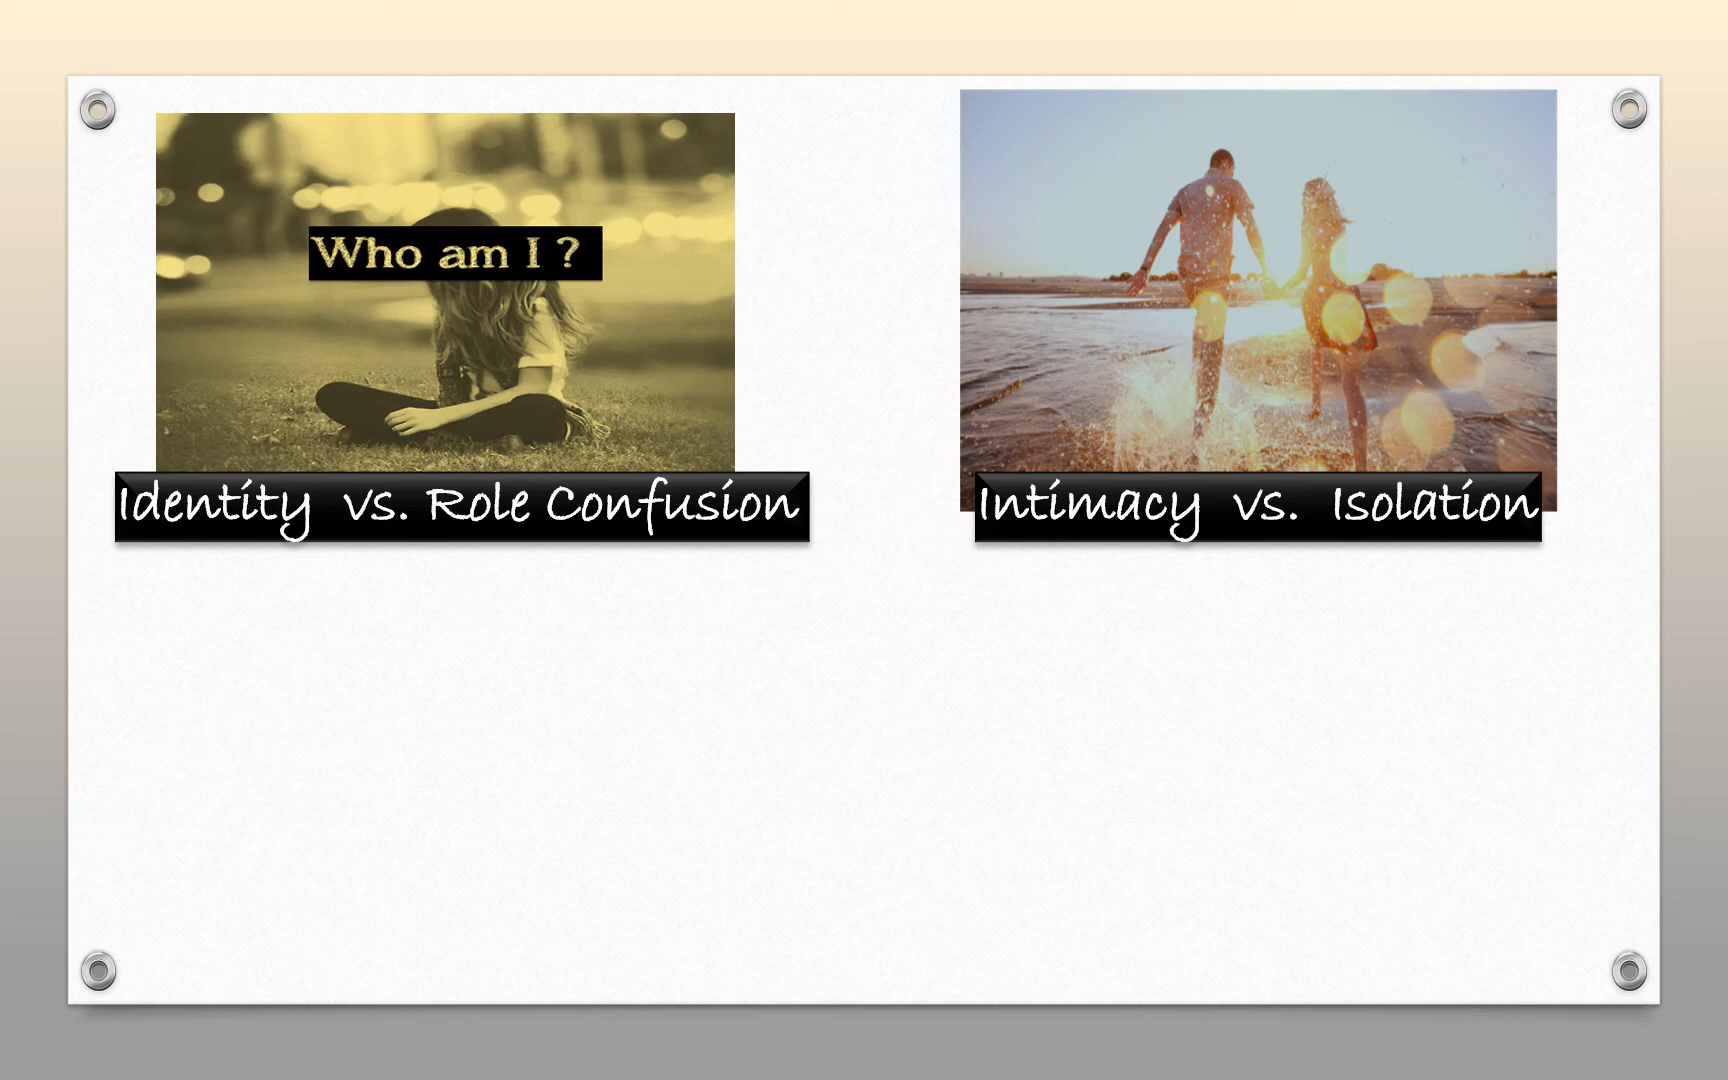 Who am I ?
Identity vs. Role Confusion
Intimacy vs. Isolation